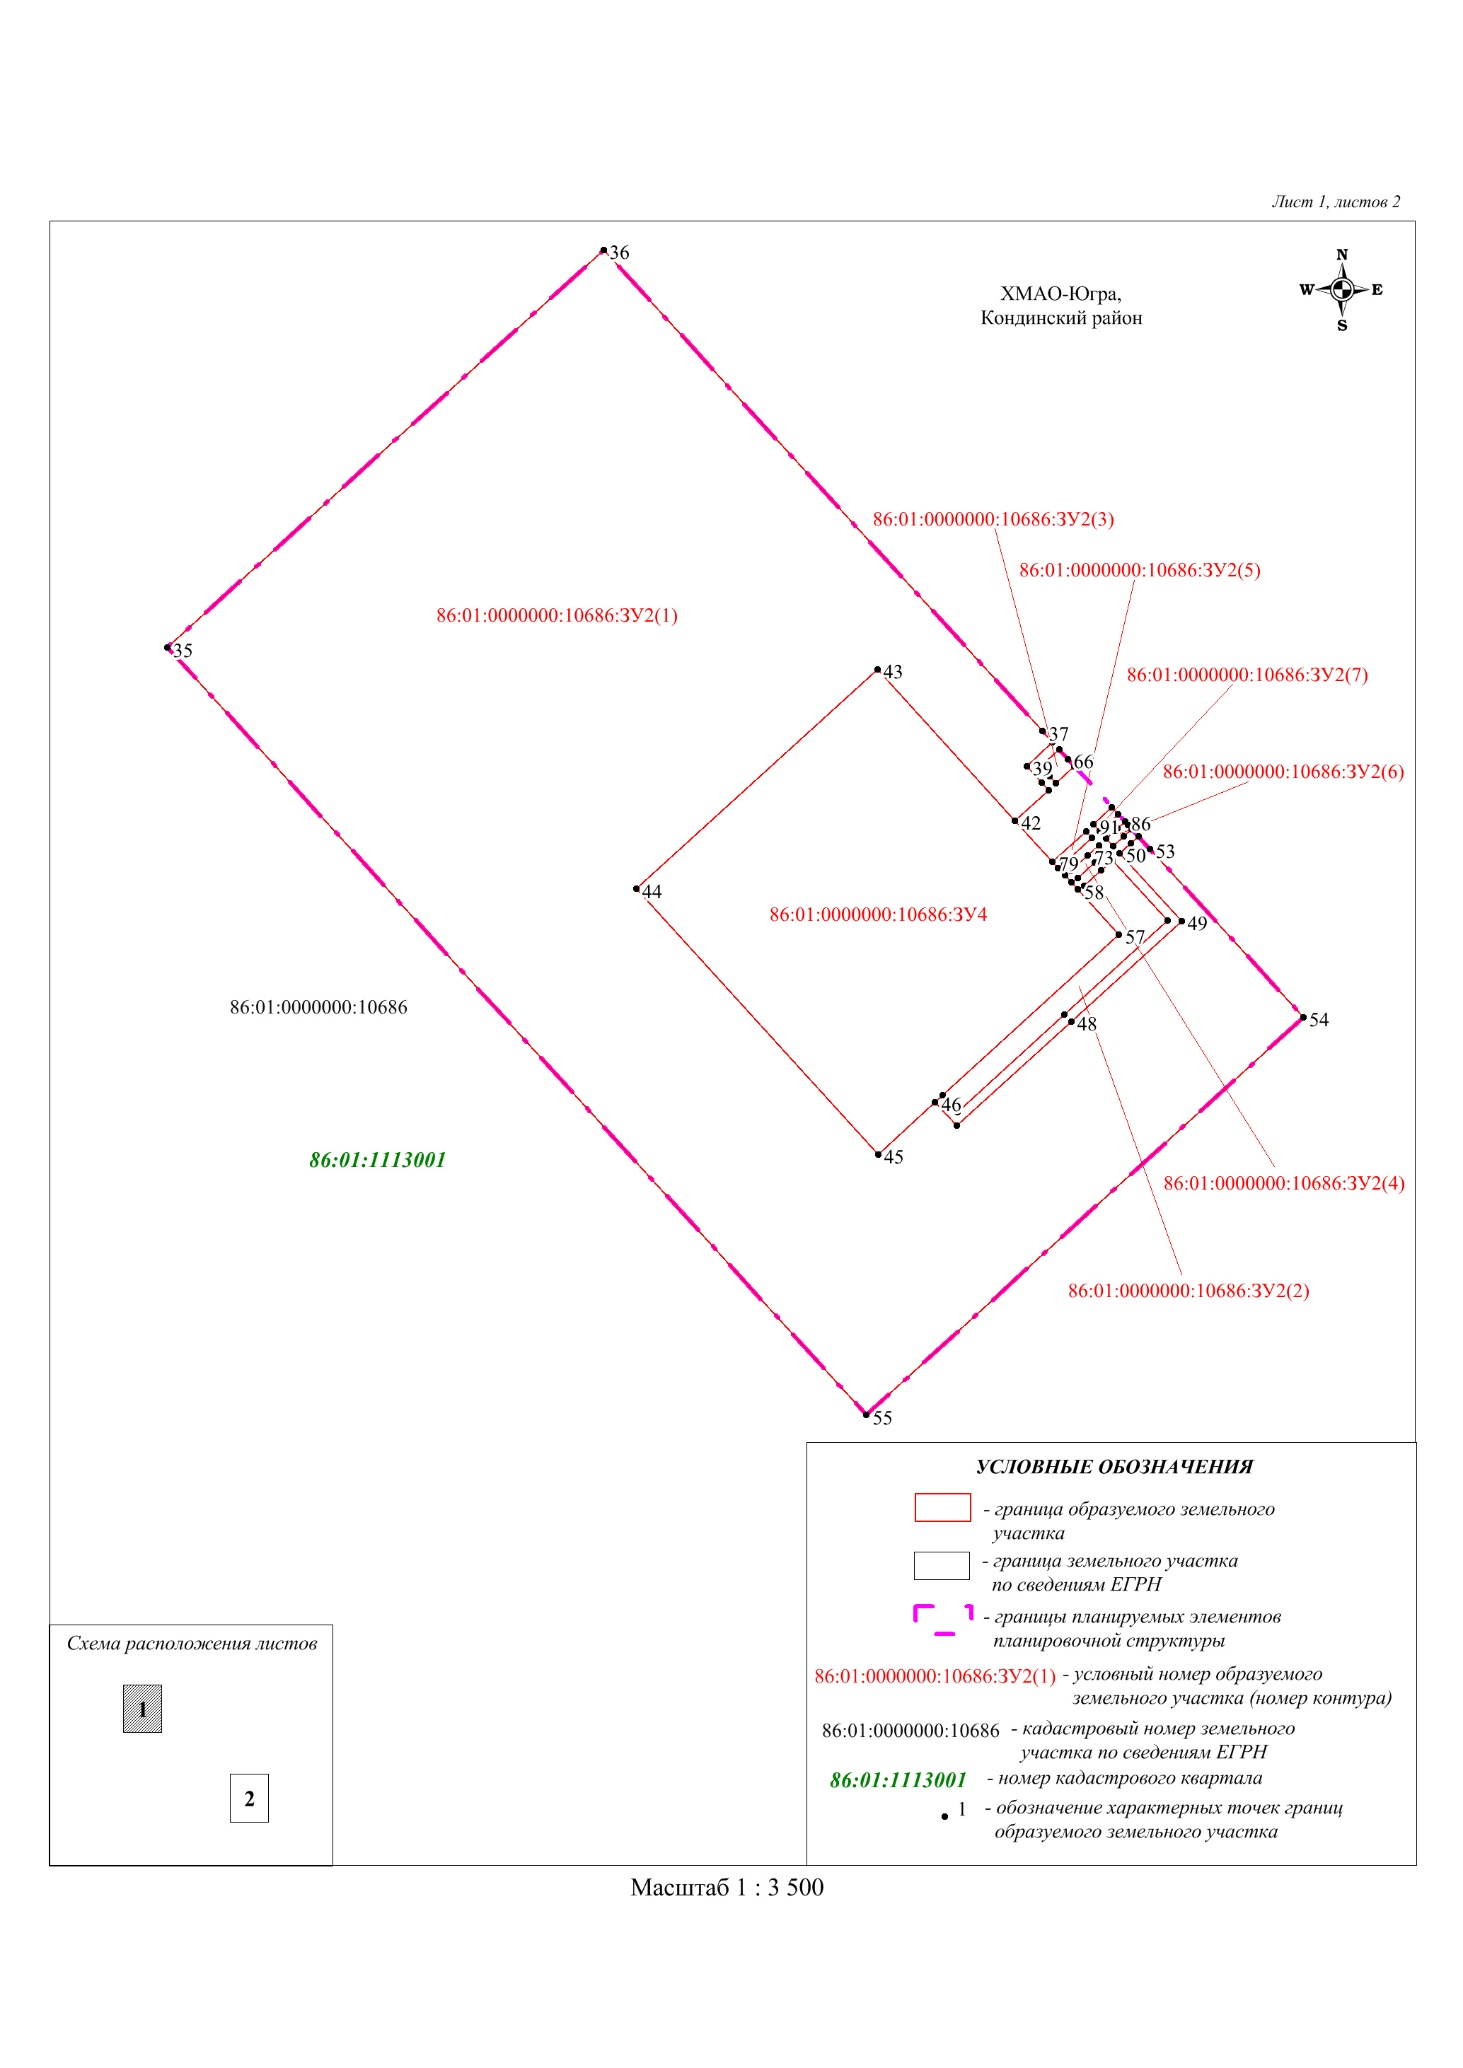 Лист 1, листов 2
36
N
W E
S
ХМАО-Югра,
Кондинский район
86:01:0000000:10686:ЗУ2(3)
86:01:0000000:10686:ЗУ2(5)
86:01:0000000:10686:ЗУ2(1)
35
43
86:01:0000000:10686:ЗУ2(7)
37
66
39
86:01:0000000:10686:ЗУ2(6)
42
91
86
53
50
73
79
58
44
86:01:0000000:10686:ЗУ4
49
57
86:01:0000000:10686
54
48
46
45
86:01:1113001
86:01:0000000:10686:ЗУ2(4)
86:01:0000000:10686:ЗУ2(2)
55
УСЛОВНЫЕ ОБОЗНАЧЕНИЯ
- граница образуемого земельного
участка
- граница земельного участка
по сведениям ЕГРН
- границы планируемых элементов
планировочной структуры
86:01:0000000:10686:ЗУ2(1) - условный номер образуемого
земельного участка (номер контура)
86:01:0000000:10686 - кадастровый номер земельного
участка по сведениям ЕГРН
86:01:1113001 - номер кадастрового квартала
1 - обозначение характерных точек границ
образуемого земельного участка
Схема расположения листов
1
2
Масштаб 1 : 3 500